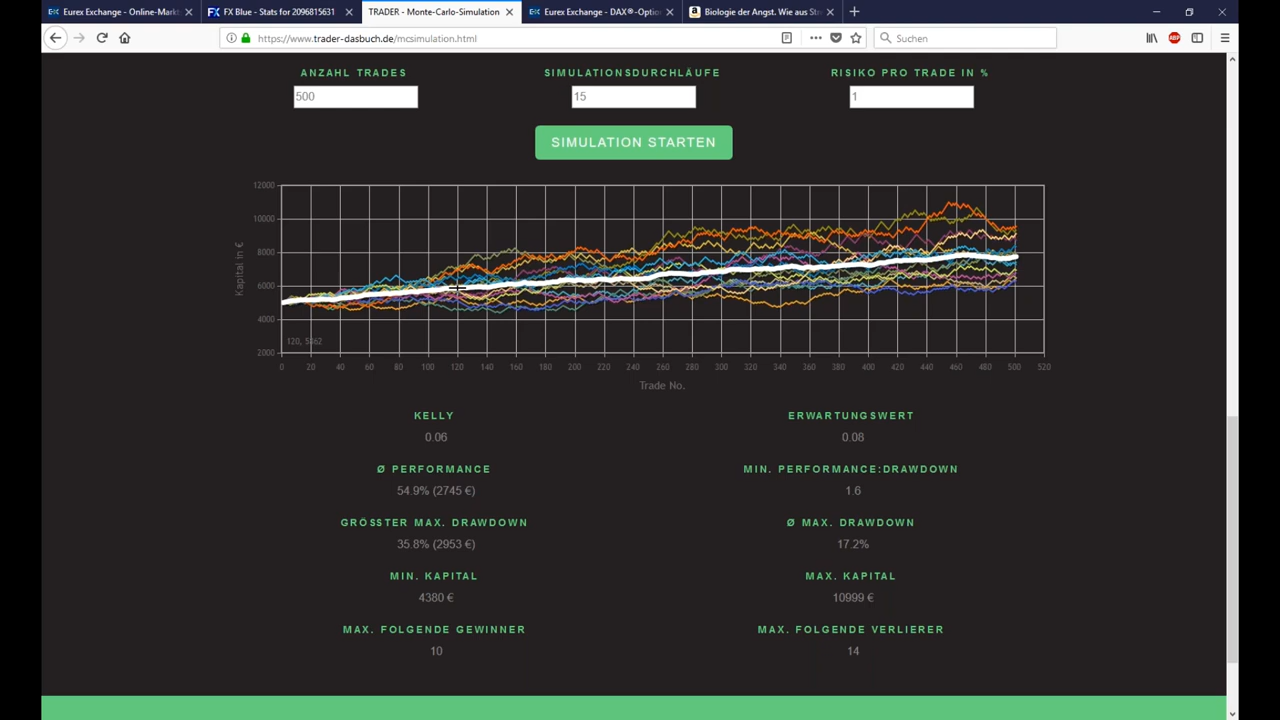 Eurex Exchange - Online-Markt
FX Blue - Stats for 2096815631
TRADER - Monte-Carlo-Simulation
Eurex Exchange - DAX®-Optio
Biologie der Angst. Wie aus Str
https://www.trader-dasbuch.de/mcsimulation.html
Suchen
ABP
ANZAHL TRADES SIMULATIONSDURCHLÄUFE RISIKO PRO TRADE IN %
500 15 1
SIMULATION STARTEN
12000
10000
8000
6000
4000
2000
Kapital in €
120, 5862
0 20 40 60 80 100 120 140 160 180 200 220 240 260 280 300 320 340 360 380 400 420 440 460 480 500 520
Trade No.
KELLY ERWARTUNGSWERT
0.06 0.08
Ø PERFORMANCE MIN. PERFORMANCE:DRAWDOWN
54.9% (2745 €) 1.6
GRÖSSTER MAX. DRAWDOWN Ø MAX. DRAWDOWN
35.8% (2953 €) 17.2%
MIN. KAPITAL MAX. KAPITAL
4380 € 10999 €
MAX. FOLGENDE GEWINNER MAX. FOLGENDE VERLIERER
10 14